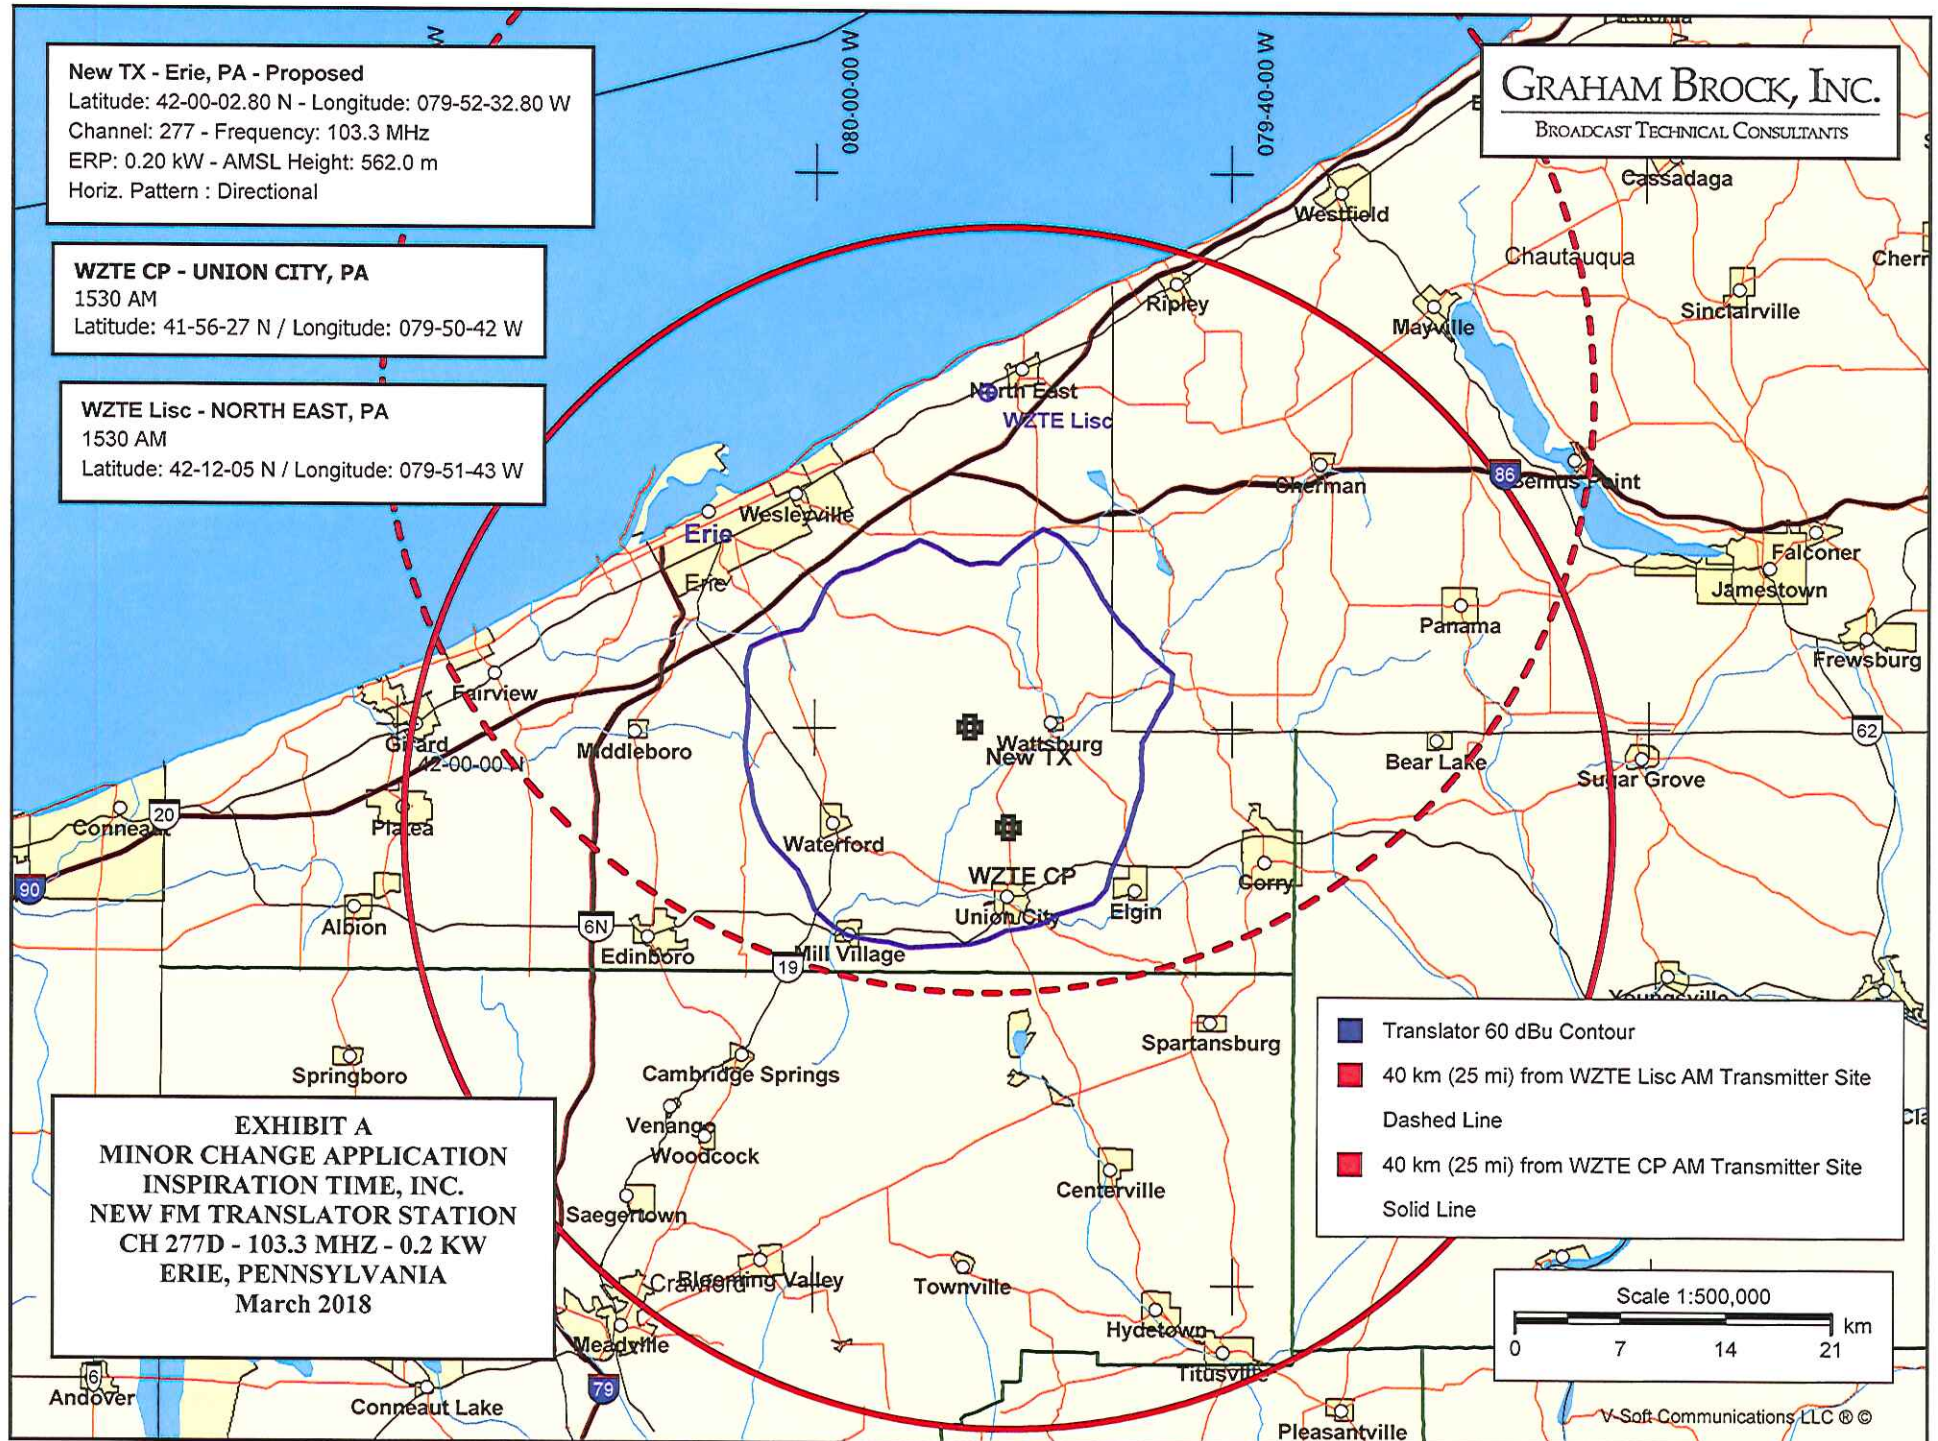 New TX - Erie, PA - Proposed
Latitude: 42-00-02.80 N - Longitude: 079-52-32.80 W
Channel: 277 - Frequency: 103.3 MHz
ERP: 0.20 kW - AMSL Height: 562.0 m
Horiz. Pattern : Directional
WZTE CP - UNION CITY, PA
1530 AM
Latitude: 41-56-27 N / Longitude: 079-50-42 W
WZTE Lisc - NORTH EAST, PA
1530 AM
Latitude: 42-12-05 N / Longitude: 079-51-43 W
W
080-00-00 W
079-40-00 W
GRAHAM BROCK, INC.
BROADCAST TECHNICAL CONSULTANTS
Cassadaga
Westfield
Chautauqua
Cherr
Ripley
Mayville
Sinclairville
North East
WZTE Lisc
Sherman
86
Bemus Point
Wesleyville
Erie
Erie
Falconer
Jamestown
Panama
Frewsburg
Fairview
Girard
42-00-00 N
Middleboro
Wattsburg
New TX
Bear Lake
Sugar Grove
62
Conneaut
20
Platea
Waterford
90
WZTE CP
Corry
Albion
6N
Edinboro
Mill Village
19
Union City
Elgin
Youngsville
Springboro
Cambridge Springs
Spartansburg
Venango
Woodcock
Centerville
Saegertown
Crawford
Blooming Valley
Townville
Meadville
Hydetown
Titusville
6
Andover
Conneaut Lake
79
Pleasantville
Translator 60 dBu Contour
40 km (25 mi) from WZTE Lisc AM Transmitter Site
Dashed Line
40 km (25 mi) from WZTE CP AM Transmitter Site
Solid Line
EXHIBIT A
MINOR CHANGE APPLICATION
INSPIRATION TIME, INC.
NEW FM TRANSLATOR STATION
CH 277D - 103.3 MHZ - 0.2 KW
ERIE, PENNSYLVANIA
March 2018
Scale 1:500,000
km
0 7 14 21
V-Soft Communications LLC ® ©